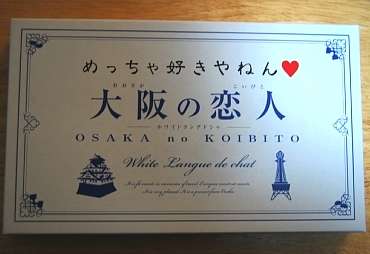 めっちゃ好きやねん♥
おおさか こいびと
大阪の恋人
ホワイトラングドシャ
OSAKA no KOIBITO
White Langue de chat